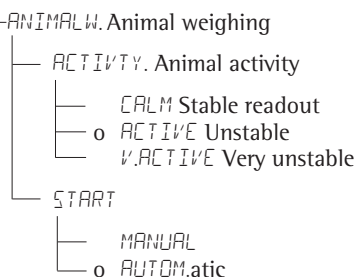 ANIMALW. Animal weighing
ACTIVTY. Animal activity
CALM Stable readout
o ACTIVE Unstable
V.ACTIVE Very unstable
START
MANUAL
o AUTOM.atic